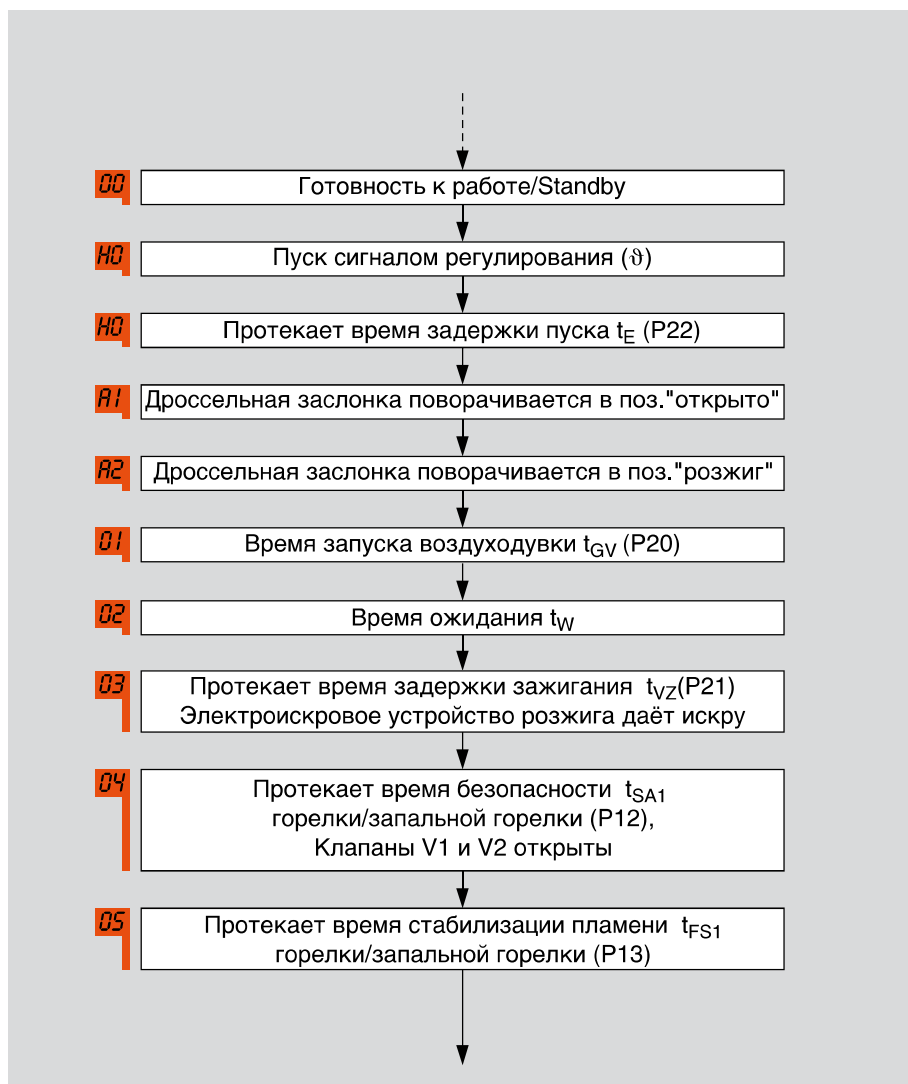 00 Готовность к работе/Standby
H0 Пуск сигналом регулирования (ϑ)
H0 Протекает время задержки пуска tE (P22)
A1 Дроссельная заслонка поворачивается в поз."открыто"
A2 Дроссельная заслонка поворачивается в поз."розжиг"
01 Время запуска воздуходувки tGV (P20)
02 Время ожидания tW
03 Протекает время задержки зажигания tVZ(P21)
Электроискровое устройство розжига даёт искру
04 Протекает время безопасности tSA1
горелки/запальной горелки (P12),
Клапаны V1 и V2 открыты
05 Протекает время стабилизации пламени tFS1
горелки/запальной горелки (P13)